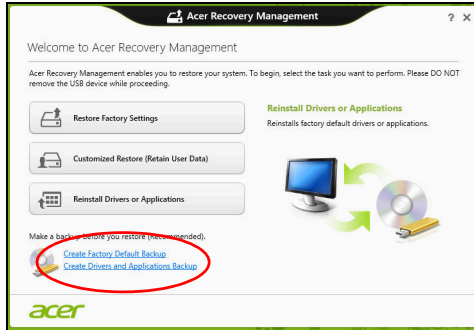 Acer Recovery Management
? X
Welcome to Acer Recovery Management
Acer Recovery Management enables you to restore your system. To begin, select the task you want to perform. Please DO NOT
remove the USB device while proceeding.
Restore Factory Settings
Customized Restore (Retain User Data)
Reinstall Drivers or Applications
Reinstall Drivers or Applications
Reinstalls factory default drivers or applications.
Make a backup before you restore (Recommended).
Create Factory Default Backup
Create Drivers and Applications Backup
acer